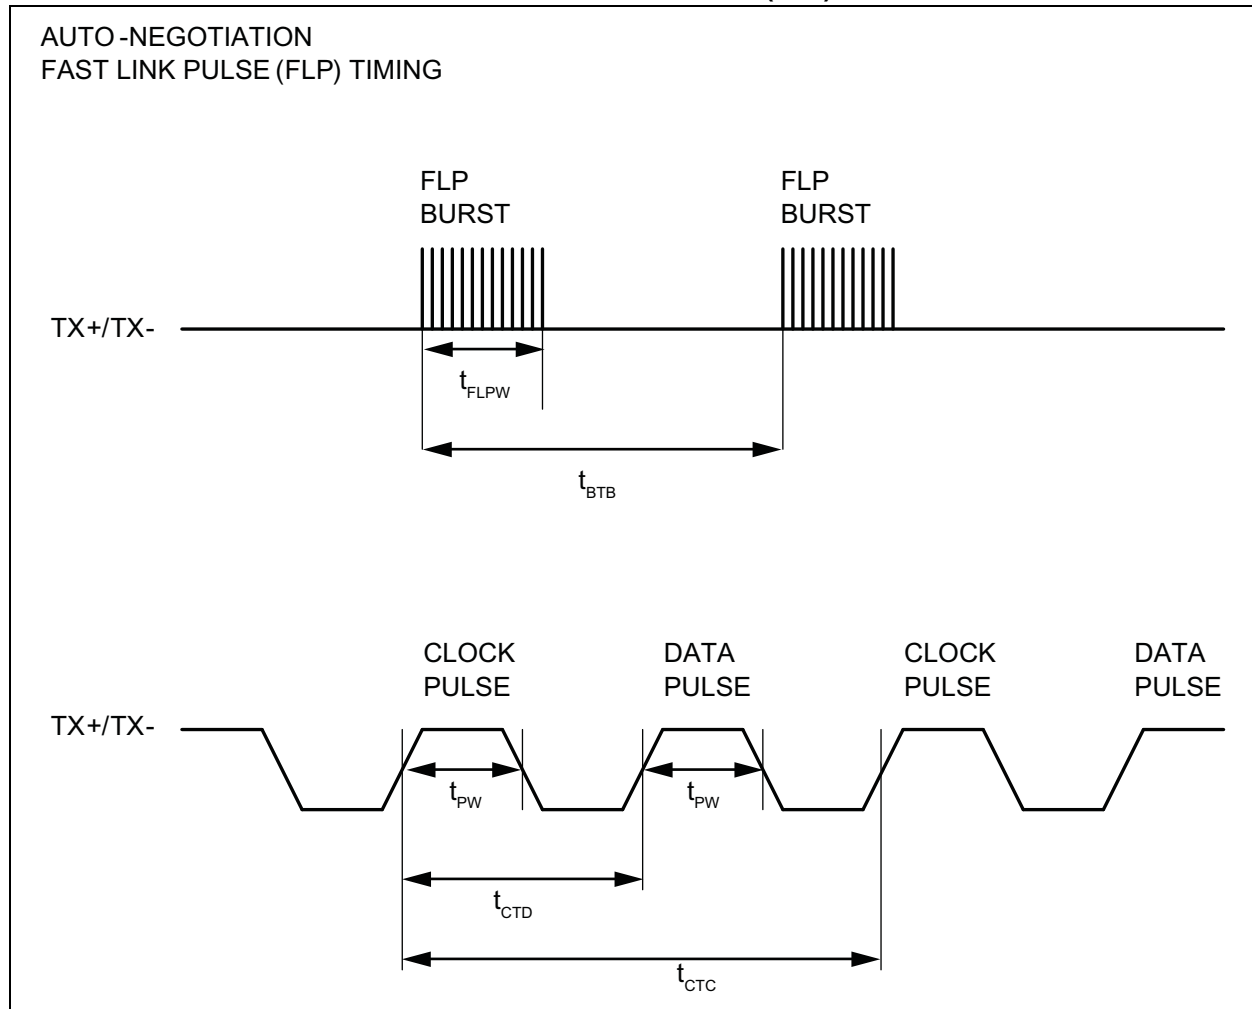 AUTO-NEGOTIATION
FAST LINK PULSE (FLP) TIMING
FLP
BURST
FLP
BURST
TX+/TX-
tFLPW
tBTB
CLOCK
PULSE
DATA
PULSE
CLOCK
PULSE
DATA
PULSE
TX+/TX-
tPW
tPW
tCTD
tCTC